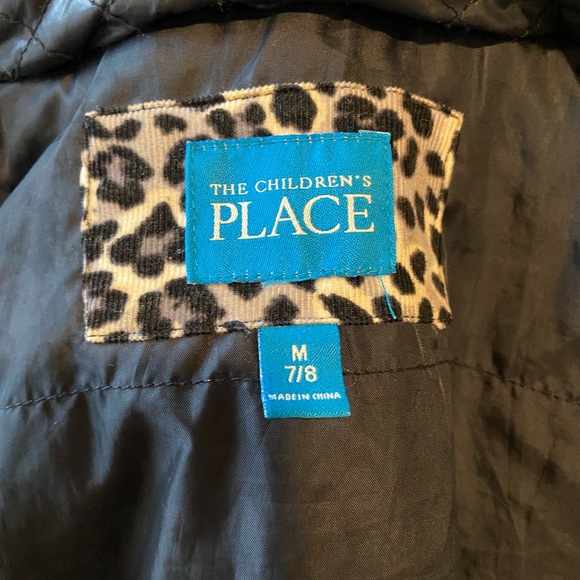 THE CHILDREN'S
PLACE
M
7/8
MADE IN CHINA